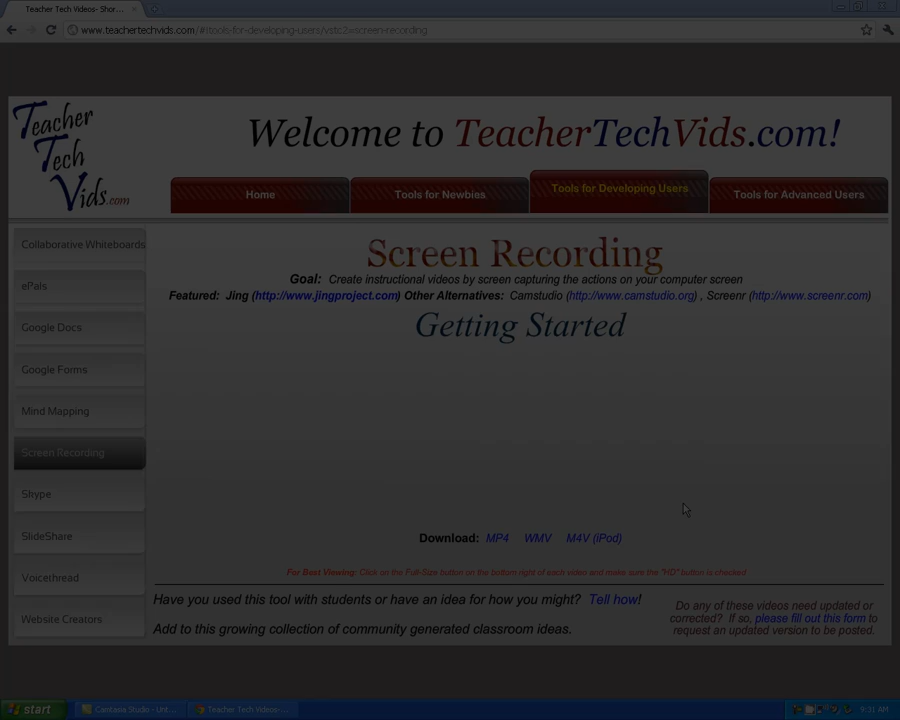 Teacher Tech Videos- Shor...
www.teachertechvids.com/#!tools-for-developing-users/vstc2=screen-recording
Teacher
Tech
Vids.com
Welcome to TeacherTechVids.com!
Home
Tools for Newbies
Tools for Developing Users
Tools for Advanced Users
Collaborative Whiteboards
ePals
Google Docs
Google Forms
Mind Mapping
Screen Recording
Skype
SlideShare
Voicethread
Website Creators
Screen Recording
Goal: Create instructional videos by screen capturing the actions on your computer screen
Featured: Jing (http://www.jingproject.com) Other Alternatives: Camstudio (http://www.camstudio.org) , Screenr (http://www.screenr.com)
Getting Started
Download: MP4 WMV M4V (iPod)
For Best Viewing: Click on the Full-Size button on the bottom right of each video and make sure the "HD" button is checked
Have you used this tool with students or have an idea for how you might? Tell how!
Add to this growing collection of community generated classroom ideas.
Do any of these videos need updated or
corrected? If so, please fill out this form to
request an updated version to be posted.
start
Camtasia Studio - Unt...
Teacher Tech Videos-...
9:31 AM